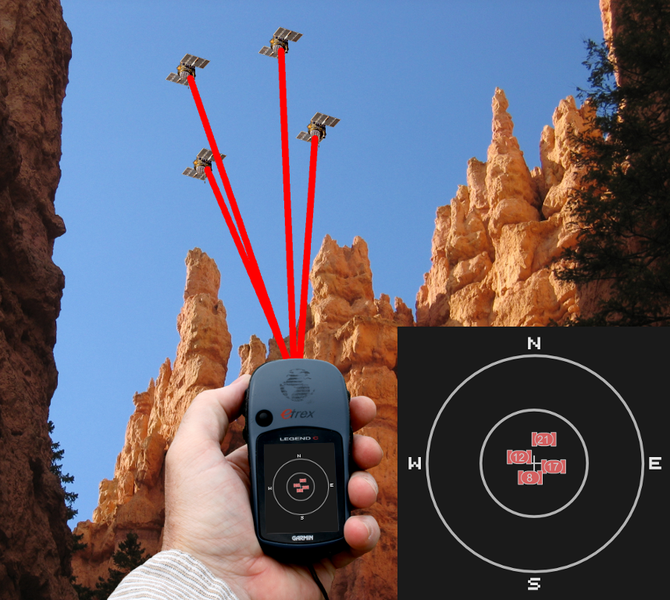 etrex
LEGEND C
N
W
E
S
GARMIN
N
[21]
[12]
[17]
W
E
[8]
S